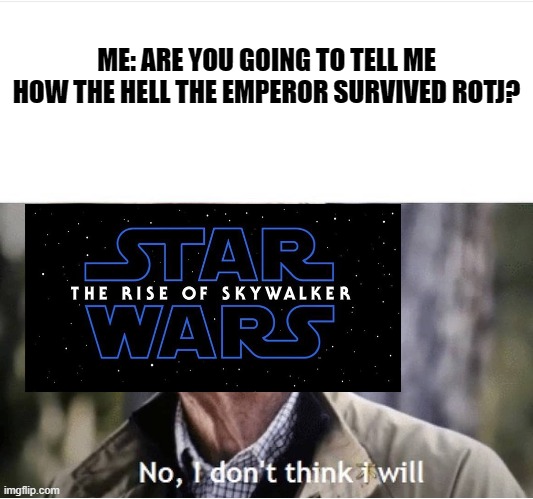 ME: ARE YOU GOING TO TELL ME
HOW THE HELL THE EMPEROR SURVIVED ROTJ?
STAR
THE RISE OF SKYWALKER
WARS
No, I don't think i will
imgflip.com